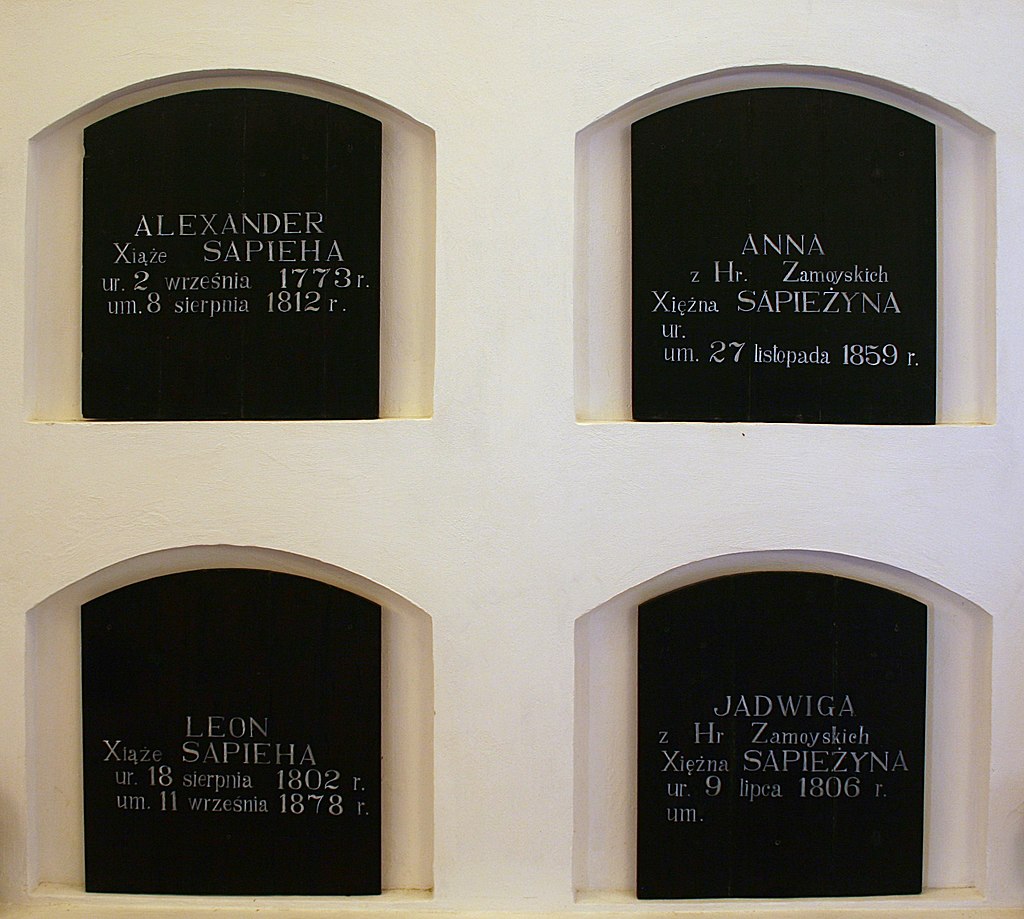 ALEXANDER
Xiąże SAPIEHA
ur. 2 września 1773 r.
um. 8 sierpnia 1812 r.
ANNA
z Hr. Zamoyskich
Xiężna SAPIEŻYNA
ur.
um. 27 listopada 1859 r.
LEON
Xiąże SAPIEHA
ur. 18 sierpnia 1802 r.
um. 11 września 1878 r.
JADWIGA
z Hr Zamoyskich
Xiężna SAPIEŻYNA
ur. 9 lipca 1806 r.
um.